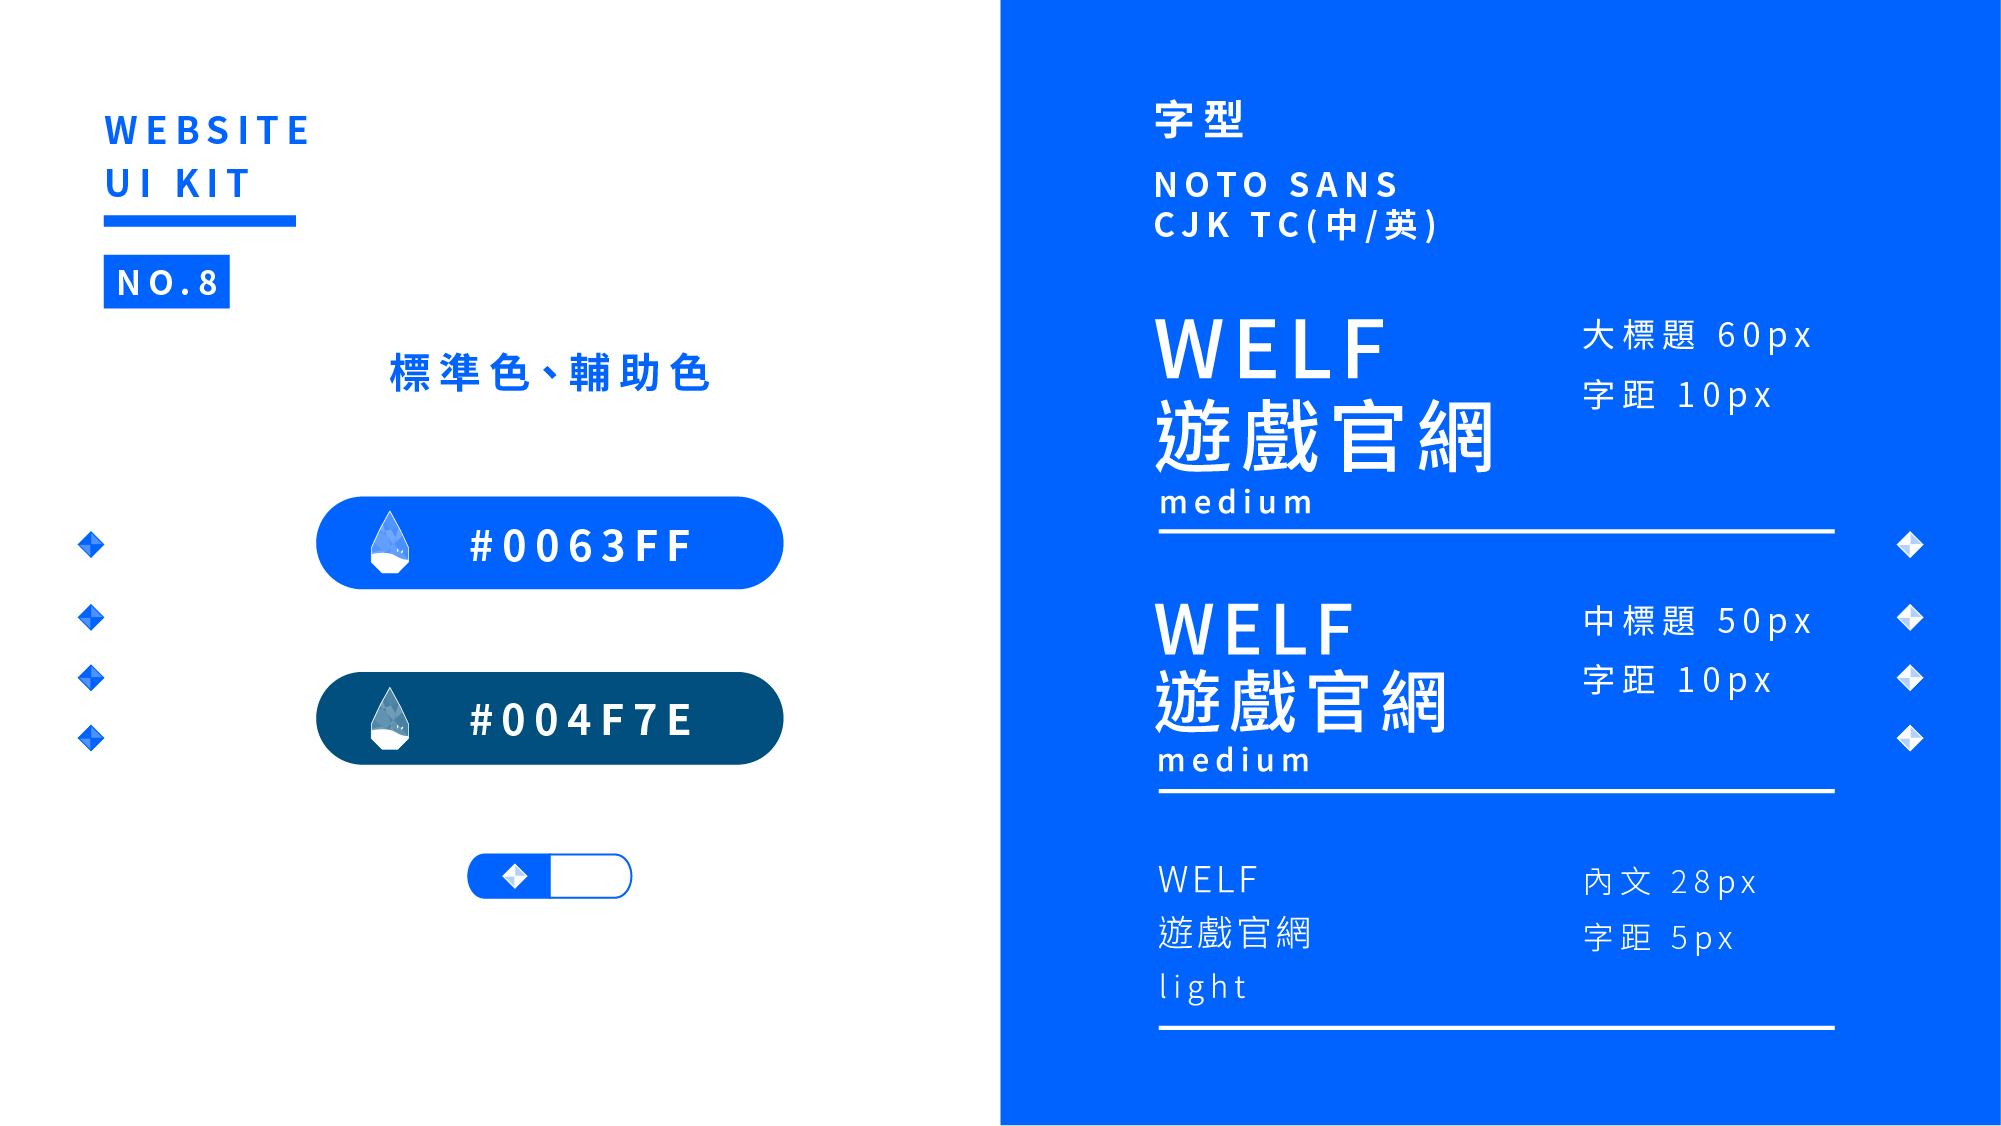 WEBSITE
UI KIT
NO.8
標準色、輔助色
#0063FF
#004F7E
字型
NOTO SANS
CJK TC(中/英)
WELF
遊戲官網
medium
大標題 60px
字距 10px
WELF
遊戲官網
medium
中標題 50px
字距 10px
WELF
遊戲官網
light
內文 28px
字距 5px